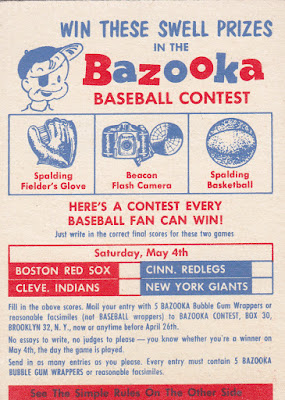 WIN THESE SWELL PRIZES
IN THE
Bazooka
BASEBALL CONTEST
Spalding
Fielder's Glove
Beacon
Flash Camera
Spalding
Basketball
HERE'S A CONTEST EVERY
BASEBALL FAN CAN WIN!
Just write in the correct final scores for these two games
Saturday, May 4th
BOSTON RED SOX
CINN. REDLEGS
CLEVE. INDIANS
NEW YORK GIANTS
Fill in the above scores. Mail your entry with 5 BAZOOKA Bubble Gum Wrappers or
reasonable facsimiles (not BASEBALL wrappers) to BAZOOKA CONTEST, BOX 30,
BROOKLYN 32, N. Y., now or anytime before April 26th.
No essays to write, no judges to please — you know whether you're a winner on
May 4th, the day the game is played.
Send in as many entries as you please. Every entry must contain 5 BAZOOKA
BUBBLE GUM WRAPPERS or reasonable facsimiles.
See The Simple Rules On The Other Side